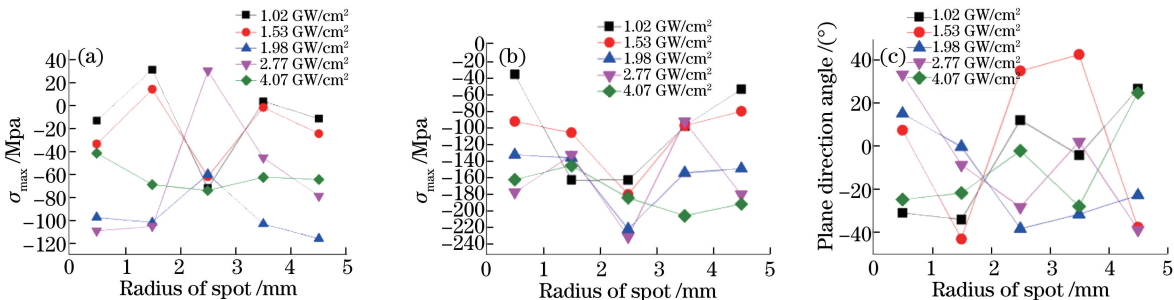 (a)
1.02 GW/cm²
1.53 GW/cm²
1.98 GW/cm²
2.77 GW/cm²
4.07 GW/cm²
σmax /Mpa
40
20
0
−20
−40
−60
−80
−100
−120
0 1 2 3 4 5
Radius of spot /mm
(b)
1.02 GW/cm²
1.53 GW/cm²
1.98 GW/cm²
2.77 GW/cm²
4.07 GW/cm²
σmax /Mpa
0
−20
−40
−60
−80
−100
−120
−140
−160
−180
−200
−220
−240
0 1 2 3 4 5
Radius of spot /mm
(c)
1.02 GW/cm²
1.53 GW/cm²
1.98 GW/cm²
2.77 GW/cm²
4.07 GW/cm²
Plane direction angle /(°)
60
40
20
0
−20
−40
0 1 2 3 4 5
Radius of spot /mm